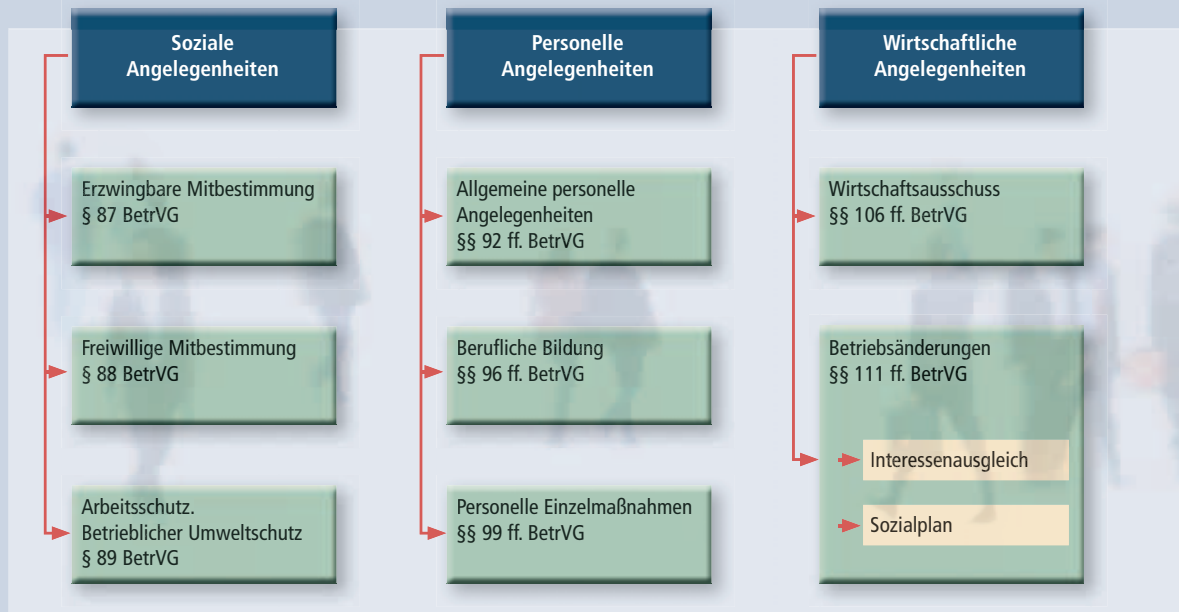 Soziale
Angelegenheiten
Erzwingbare Mitbestimmung
§ 87 BetrVG
Freiwillige Mitbestimmung
§ 88 BetrVG
Arbeitsschutz.
Betrieblicher Umweltschutz
§ 89 BetrVG
Personelle
Angelegenheiten
Allgemeine personelle
Angelegenheiten
§§ 92 ff. BetrVG
Berufliche Bildung
§§ 96 ff. BetrVG
Personelle Einzelmaßnahmen
§§ 99 ff. BetrVG
Wirtschaftliche
Angelegenheiten
Wirtschaftsausschuss
§§ 106 ff. BetrVG
Betriebsänderungen
§§ 111 ff. BetrVG
Interessenausgleich
Sozialplan